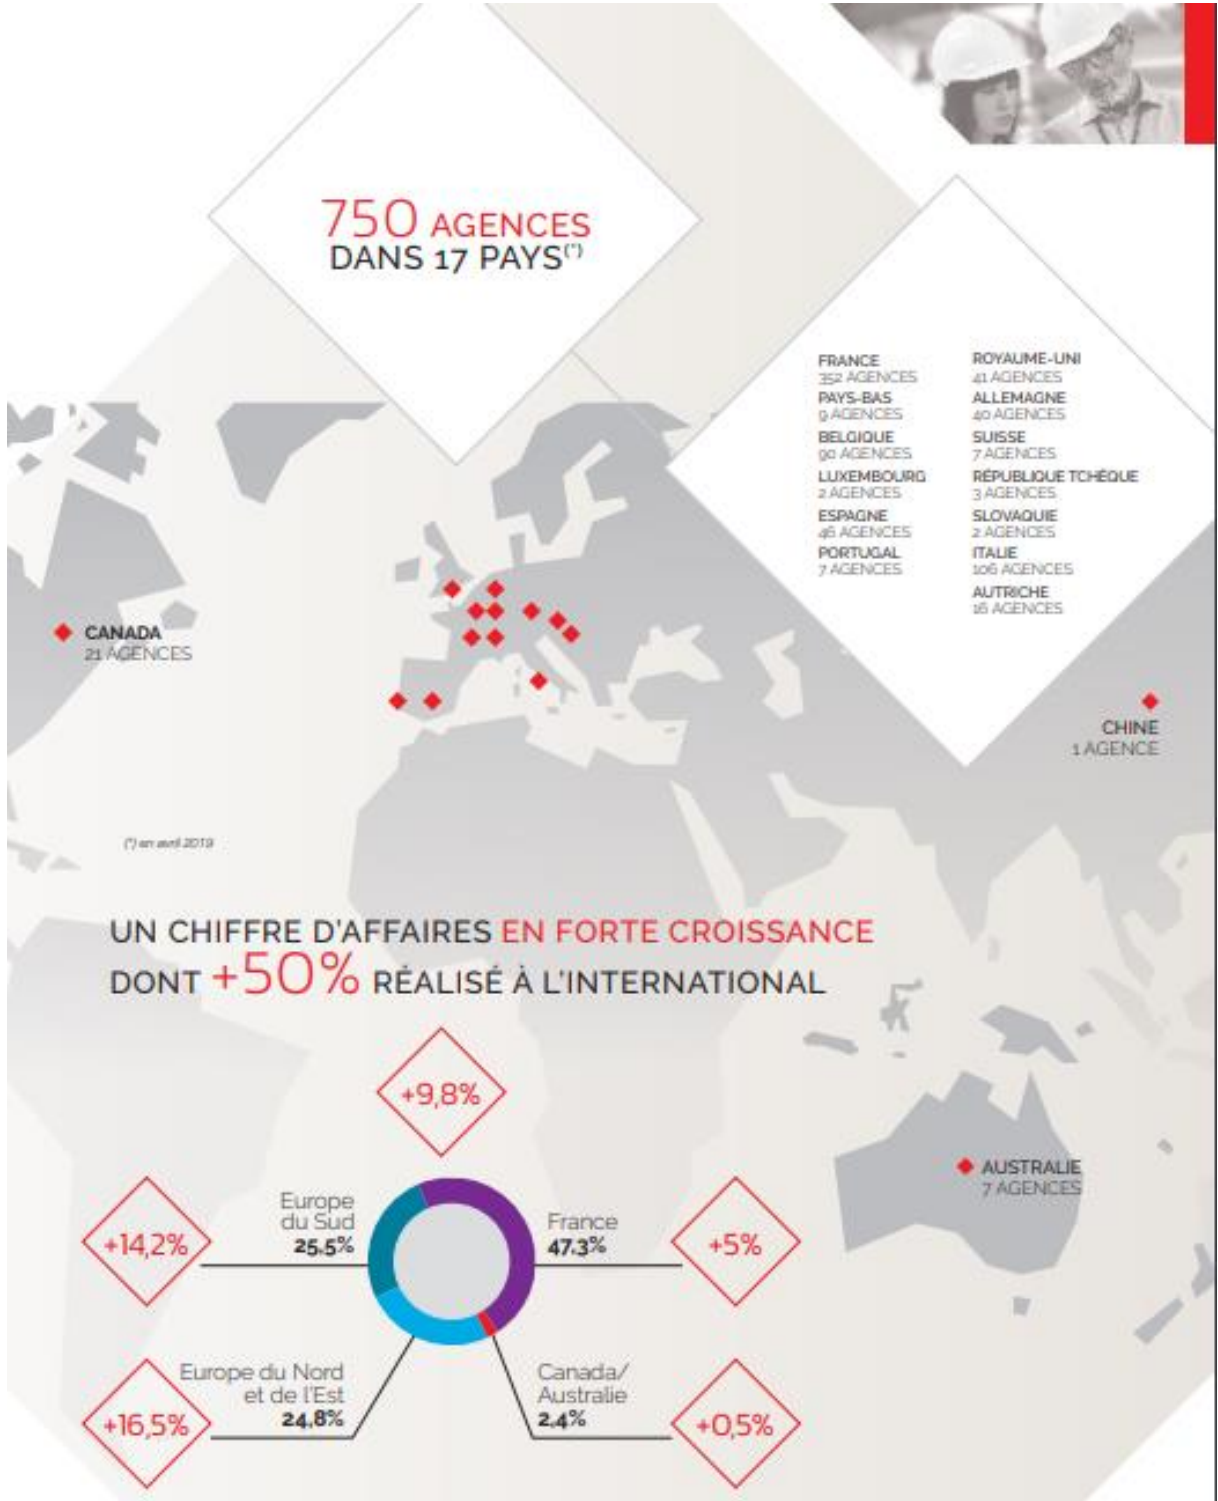 750 AGENCES
DANS 17 PAYS(*)
FRANCE
352 AGENCES
PAYS-BAS
9 AGENCES
BELGIQUE
90 AGENCES
LUXEMBOURG
2 AGENCES
ESPAGNE
46 AGENCES
PORTUGAL
7 AGENCES
ROYAUME-UNI
41 AGENCES
ALLEMAGNE
40 AGENCES
SUISSE
7 AGENCES
RÉPUBLIQUE TCHÈQUE
3 AGENCES
SLOVAQUIE
2 AGENCES
ITALIE
106 AGENCES
AUTRICHE
16 AGENCES
CANADA
21 AGENCES
CHINE
1 AGENCE
(*) en avril 2019
UN CHIFFRE D'AFFAIRES EN FORTE CROISSANCE
DONT +50% RÉALISÉ À L'INTERNATIONAL
+9,8%
AUSTRALIE
7 AGENCES
+14,2%
Europe
du Sud
25,5%
France
47,3%
+5%
+16,5%
Europe du Nord
et de l'Est
24,8%
Canada/
Australie
2,4%
+0,5%